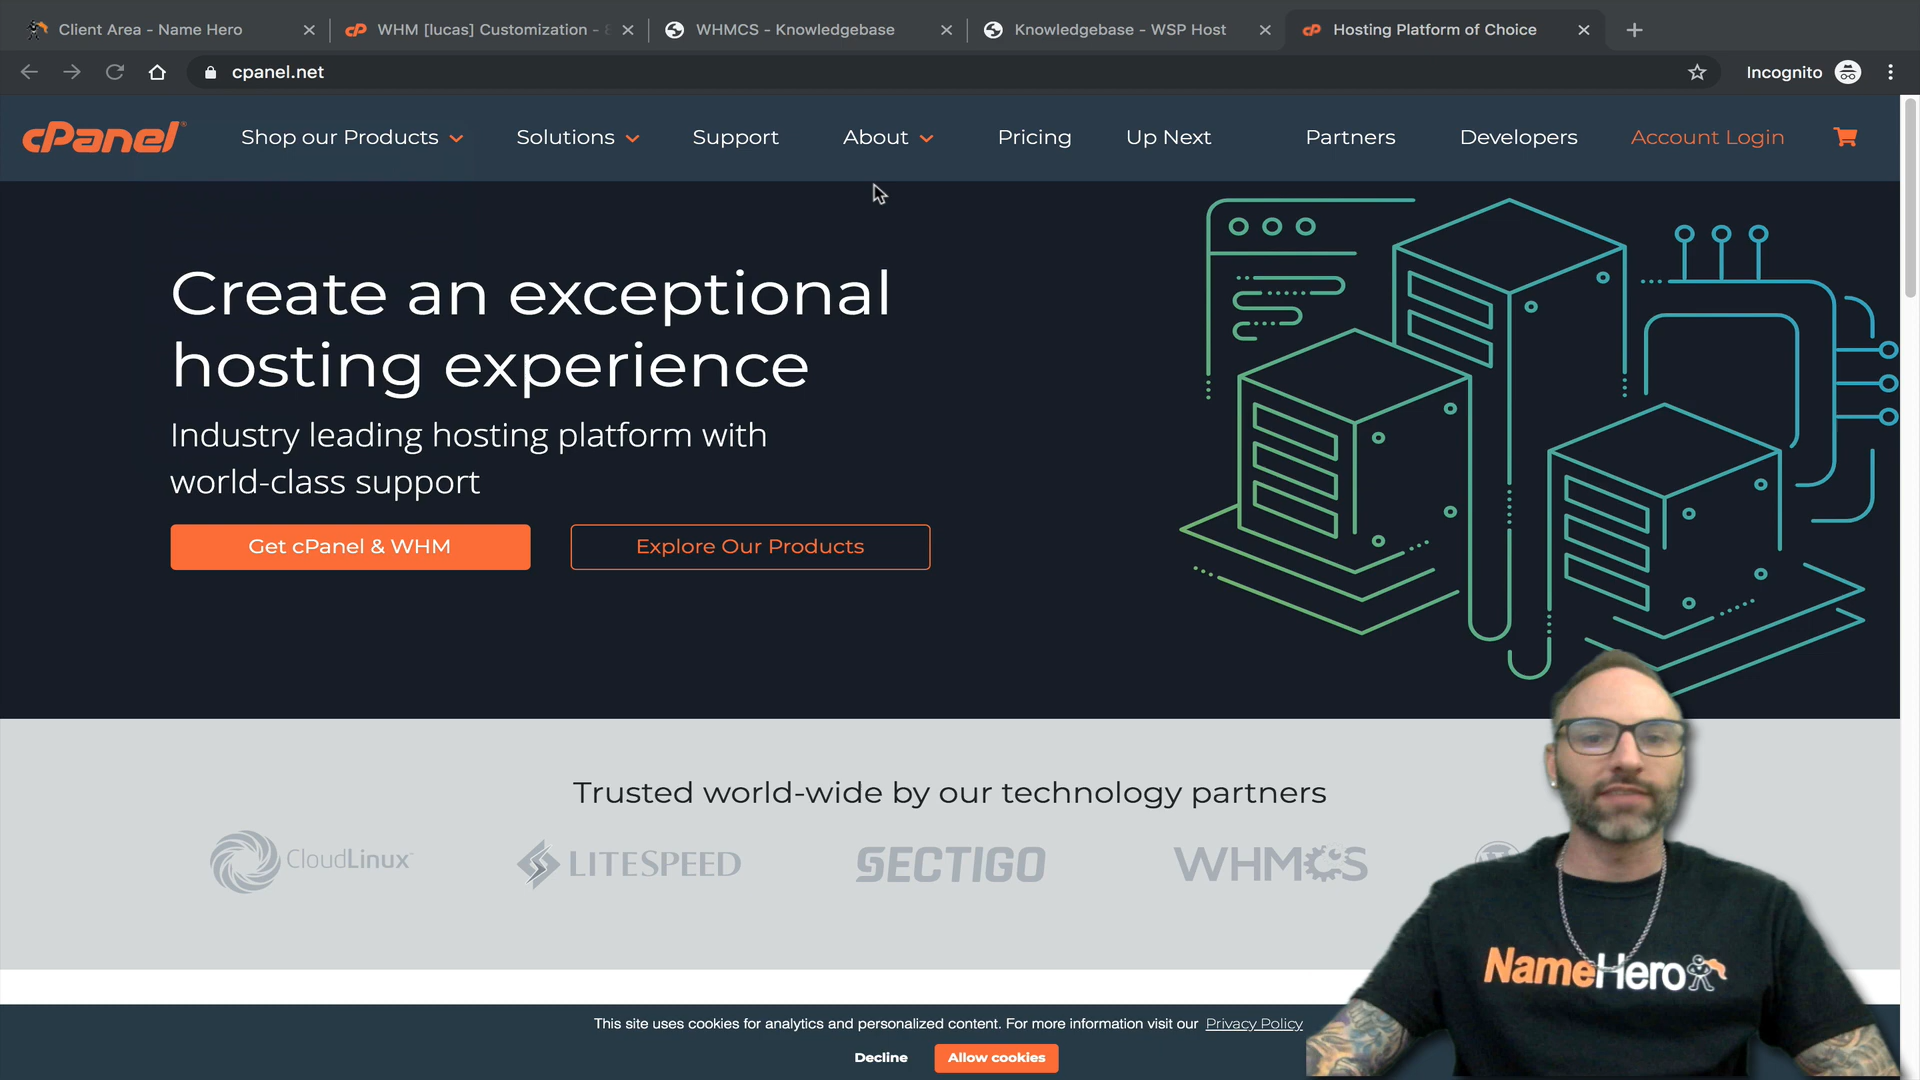 Client Area - Name Hero
WHM [lucas] Customization -
WHMCS - Knowledgebase
Knowledgebase - WSP Host
Hosting Platform of Choice
cpanel.net
Incognito
cPanel®
Shop our Products
Solutions
Support
About
Pricing
Up Next
Partners
Developers
Account Login
Create an exceptional
hosting experience
Industry leading hosting platform with
world-class support
Get cPanel & WHM
Explore Our Products
Trusted world-wide by our technology partners
CloudLinux™
LITESPEED
SECTIGO
WHMCS
NameHero
This site uses cookies for analytics and personalized content. For more information visit our Privacy Policy
Decline
Allow cookies